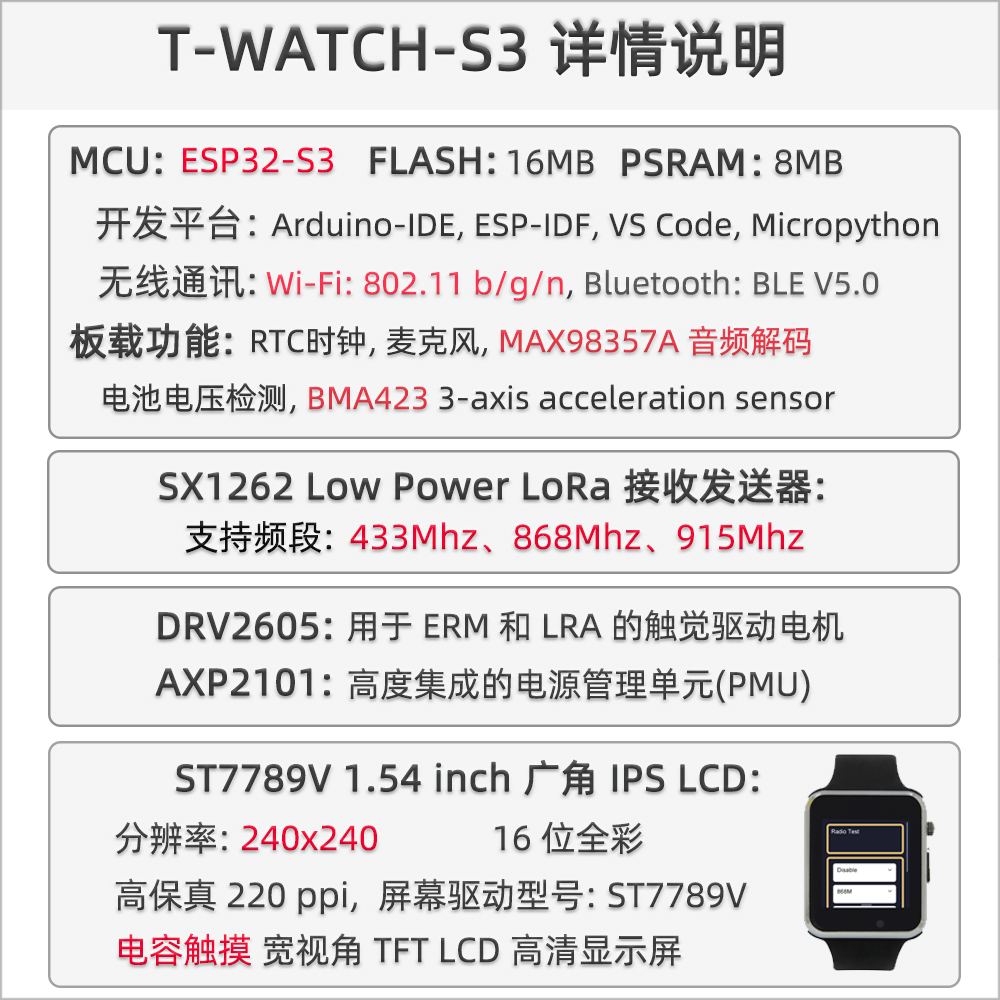 T-WATCH-S3 详情说明
MCU: ESP32-S3 FLASH: 16MB PSRAM: 8MB
开发平台: Arduino-IDE, ESP-IDF, VS Code, Micropython
无线通讯: Wi-Fi: 802.11 b/g/n, Bluetooth: BLE V5.0
板载功能: RTC时钟, 麦克风, MAX98357A 音频解码
电池电压检测, BMA423 3-axis acceleration sensor
SX1262 Low Power LoRa 接收发送器:
支持频段: 433Mhz、868Mhz、915Mhz
DRV2605: 用于 ERM 和 LRA 的触觉驱动电机
AXP2101: 高度集成的电源管理单元(PMU)
ST7789V 1.54 inch 广角 IPS LCD:
分辨率: 240x240 16 位全彩
高保真 220 ppi, 屏幕驱动型号: ST7789V
电容触摸 宽视角 TFT LCD 高清显示屏
Radio Test
Disable
868M